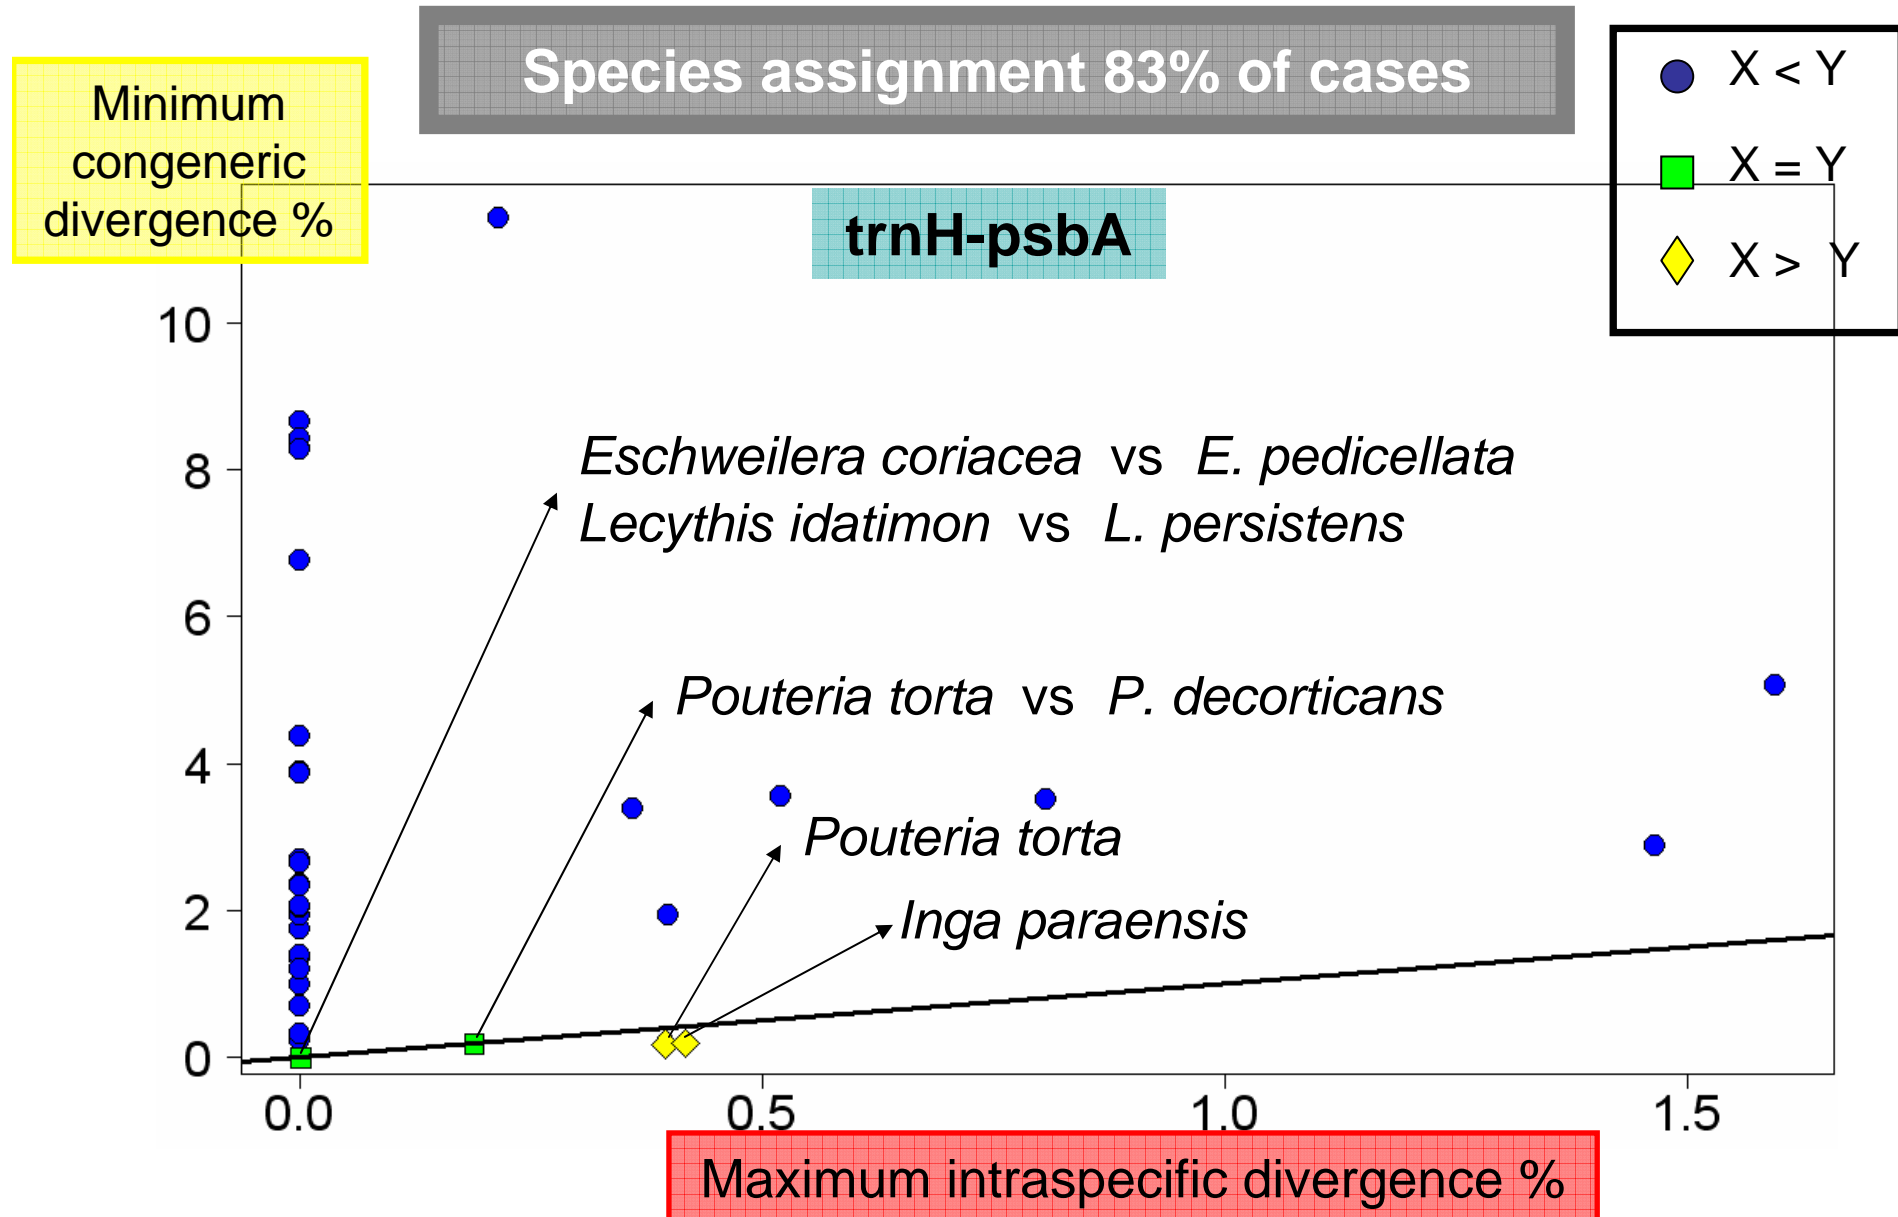 Species assignment 83% of cases
Minimum
congeneric
divergence %
X < Y
X = Y
X > Y
trnH-psbA
10
8
6
4
2
0
Eschweilera coriacea vs E. pedicellata
Lecythis idatimon vs L. persistens
Pouteria torta vs P. decorticans
Pouteria torta
Inga paraensis
0.0 0.5 1.0 1.5
Maximum intraspecific divergence %